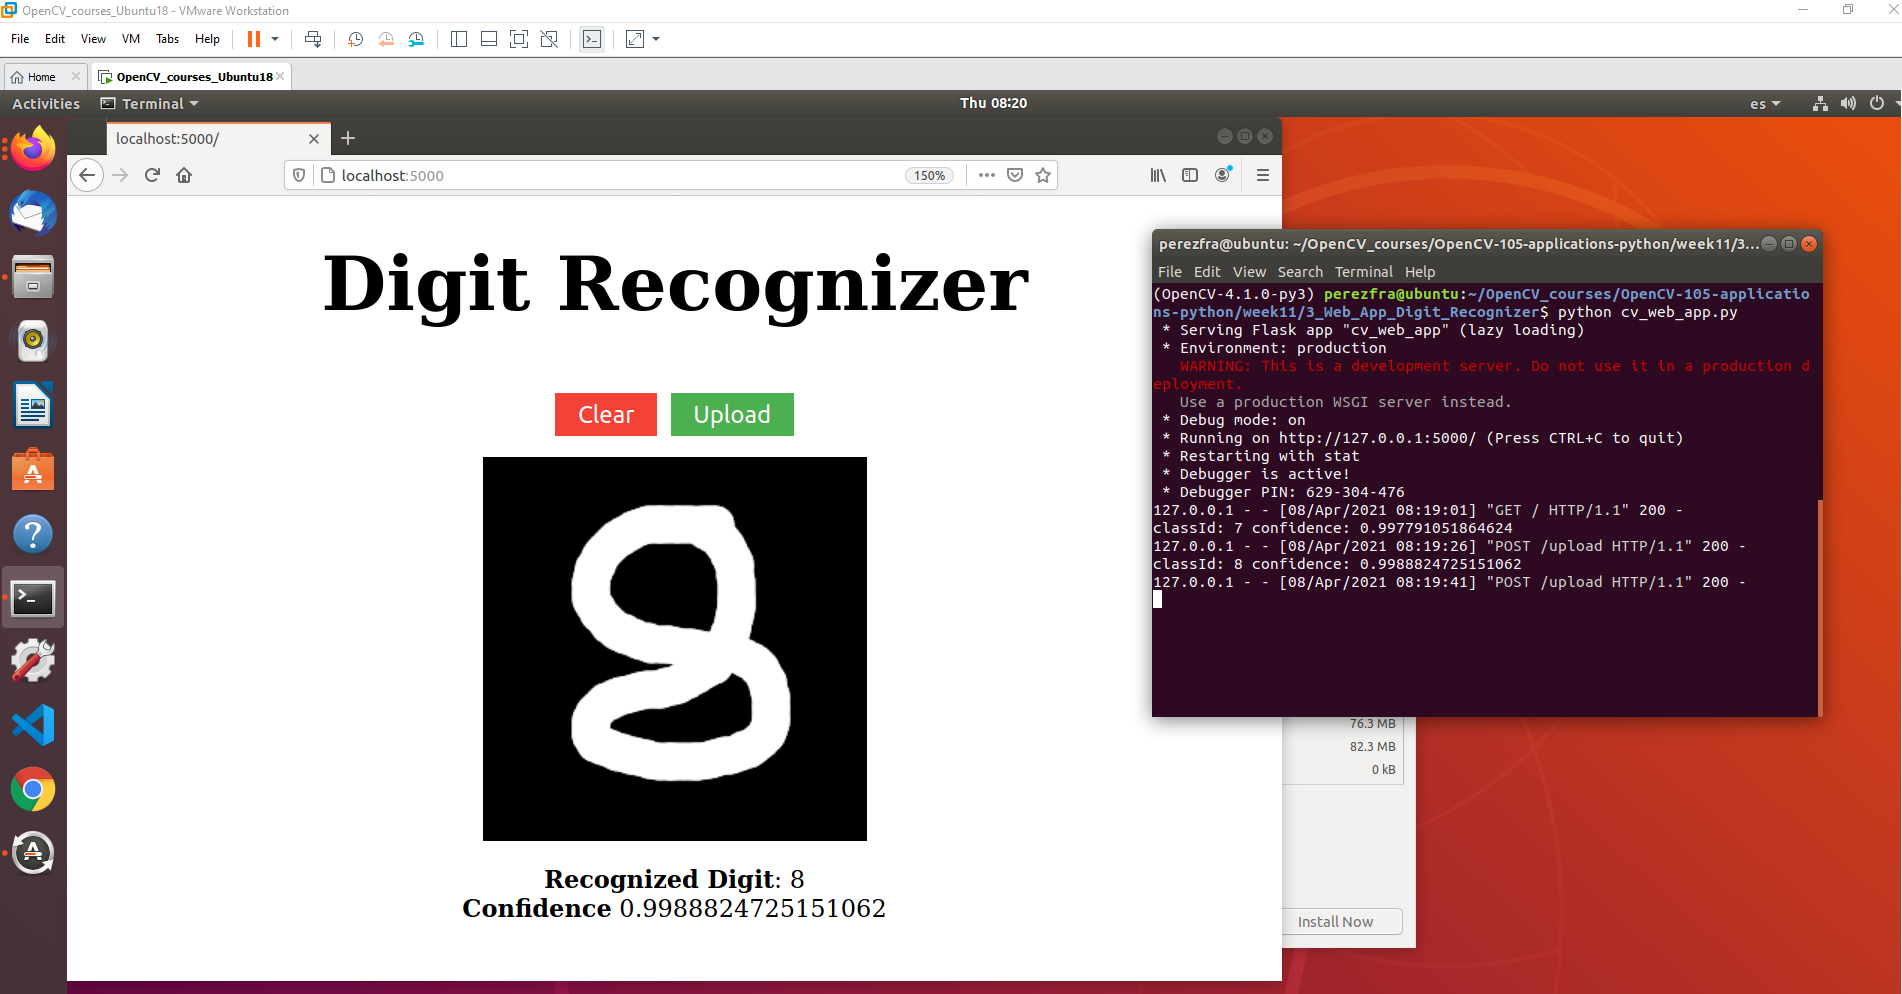 OpenCV_courses_Ubuntu18 - VMware Workstation
File Edit View VM Tabs Help
Home OpenCV_courses_Ubuntu18
Activities Terminal Thu 08:20 es
localhost:5000/
localhost:5000 150%
Digit Recognizer
Clear Upload
8
Recognized Digit: 8
Confidence 0.9988824725151062
perezfra@ubuntu: ~/OpenCV_courses/OpenCV-105-applications-python/week11/3...
File Edit View Search Terminal Help
(OpenCV-4.1.0-py3) perezfra@ubuntu:~/OpenCV_courses/OpenCV-105-applicatio
ns-python/week11/3_Web_App_Digit_Recognizer$ python cv_web_app.py
* Serving Flask app "cv_web_app" (lazy loading)
* Environment: production
WARNING: This is a development server. Do not use it in a production d
eployment.
Use a production WSGI server instead.
* Debug mode: on
* Running on http://127.0.0.1:5000/ (Press CTRL+C to quit)
* Restarting with stat
* Debugger is active!
* Debugger PIN: 629-304-476
127.0.0.1 - - [08/Apr/2021 08:19:01] "GET / HTTP/1.1" 200 -
classId: 7 confidence: 0.997791051864624
127.0.0.1 - - [08/Apr/2021 08:19:26] "POST /upload HTTP/1.1" 200 -
classId: 8 confidence: 0.9988824725151062
127.0.0.1 - - [08/Apr/2021 08:19:41] "POST /upload HTTP/1.1" 200 -
76.3 MB
82.3 MB
0 kB
Install Now